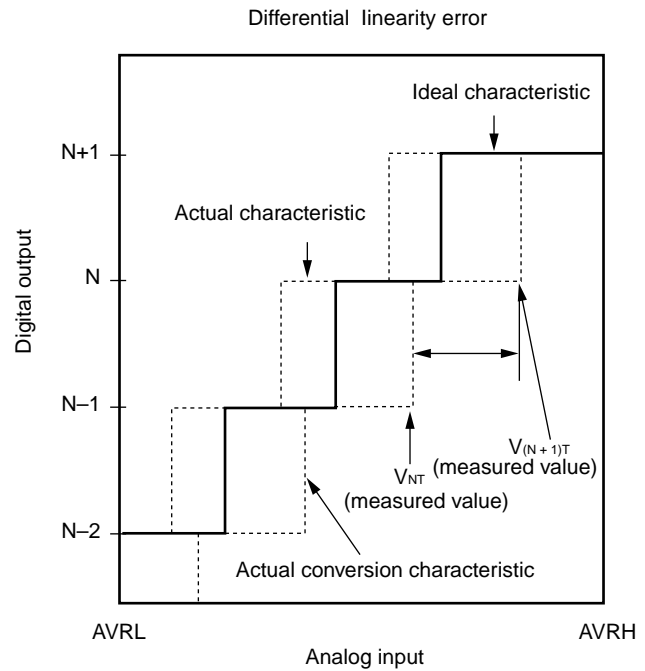 Differential linearity error
Ideal characteristic
N+1
Actual characteristic
N
Digital output
N–1
V(N + 1)T
(measured value)
VNT
(measured value)
N–2
Actual conversion characteristic
AVRL
AVRH
Analog input